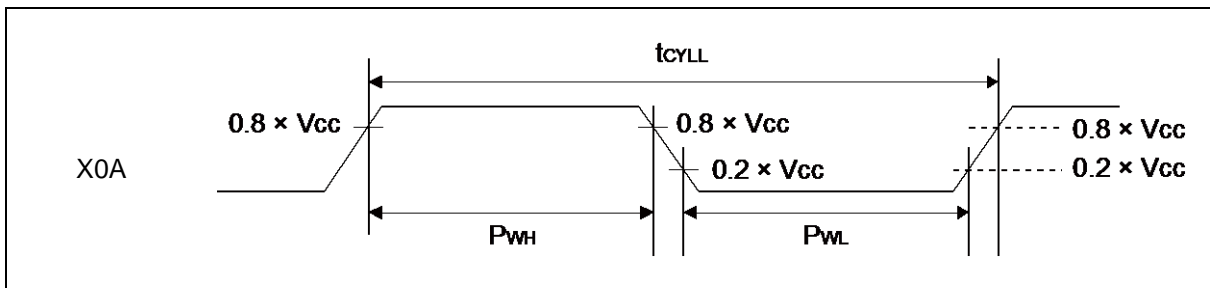 tCYLL
0.8 × Vcc
0.8 × Vcc
0.8 × Vcc
X0A
0.2 × Vcc
0.2 × Vcc
PWH
PWL